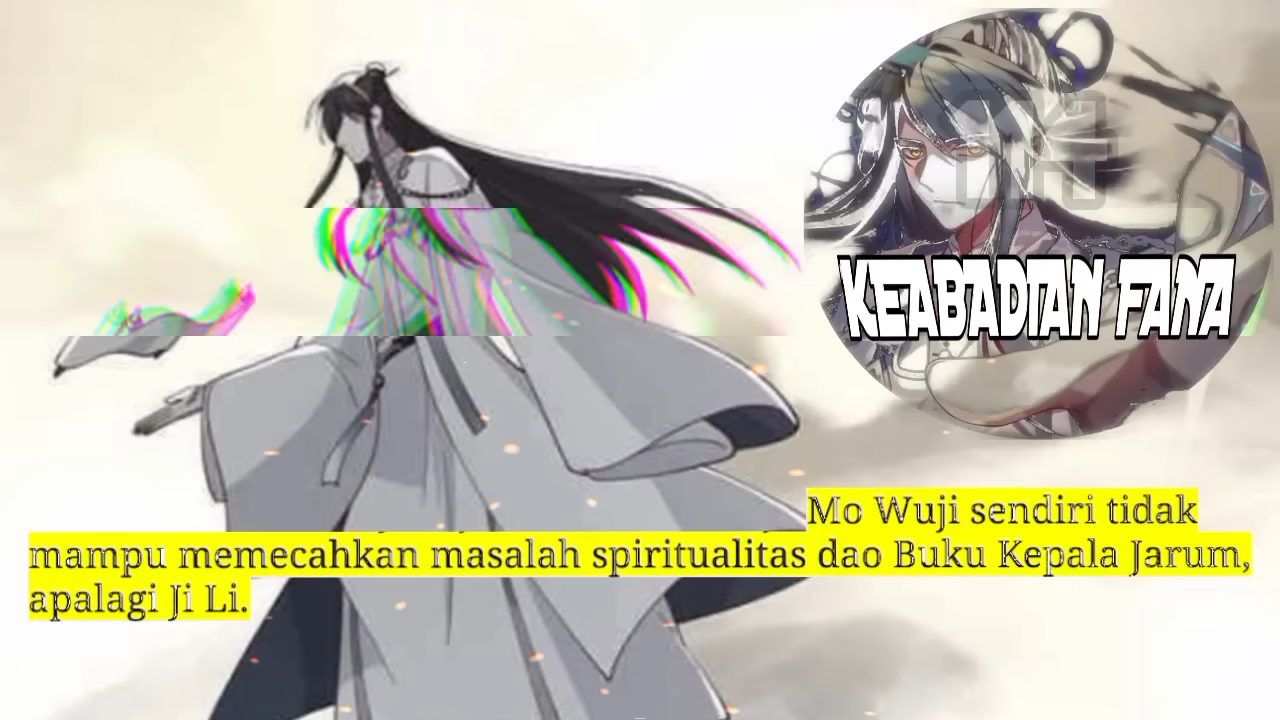 KEABADIAN FANA
Mo Wuji sendiri tidak
mampu memecahkan masalah spiritualitas dao Buku Kepala Jarum,
apalagi Ji Li.